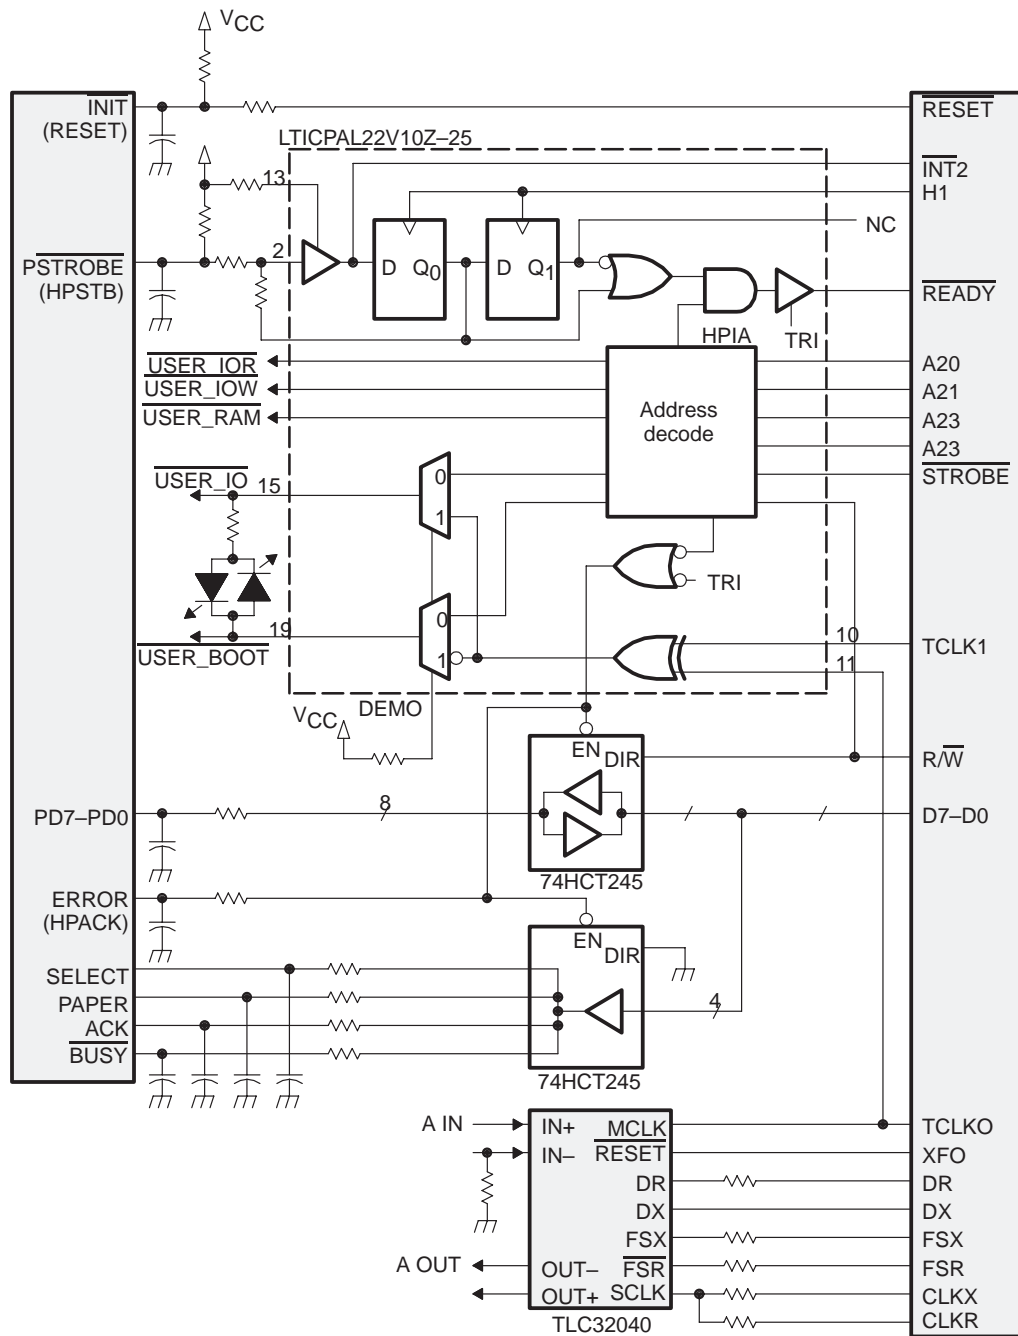 VCC
INIT
(RESET)
RESET
LTICPAL22V10Z–25
INT2
13
H1
NC
PSTROBE
(HPSTB)
2
D Q0
D Q1
READY
HPIA
TRI
USER_IOR
A20
USER_IOW
A21
USER_RAM
Address
decode
A23
A23
STROBE
USER_IO
15
0
1
TRI
0
19
USER_BOOT
1
10
TCLK1
11
VCC
DEMO
EN
DIR
R/W
PD7–PD0
8
D7–D0
74HCT245
ERROR
(HPACK)
EN
DIR
SELECT
PAPER
4
ACK
BUSY
74HCT245
A IN
IN+
MCLK
TCLKO
IN–
RESET
XFO
DR
DR
DX
DX
FSX
FSX
A OUT
OUT–
FSR
FSR
OUT+
SCLK
CLKX
CLKR
TLC32040